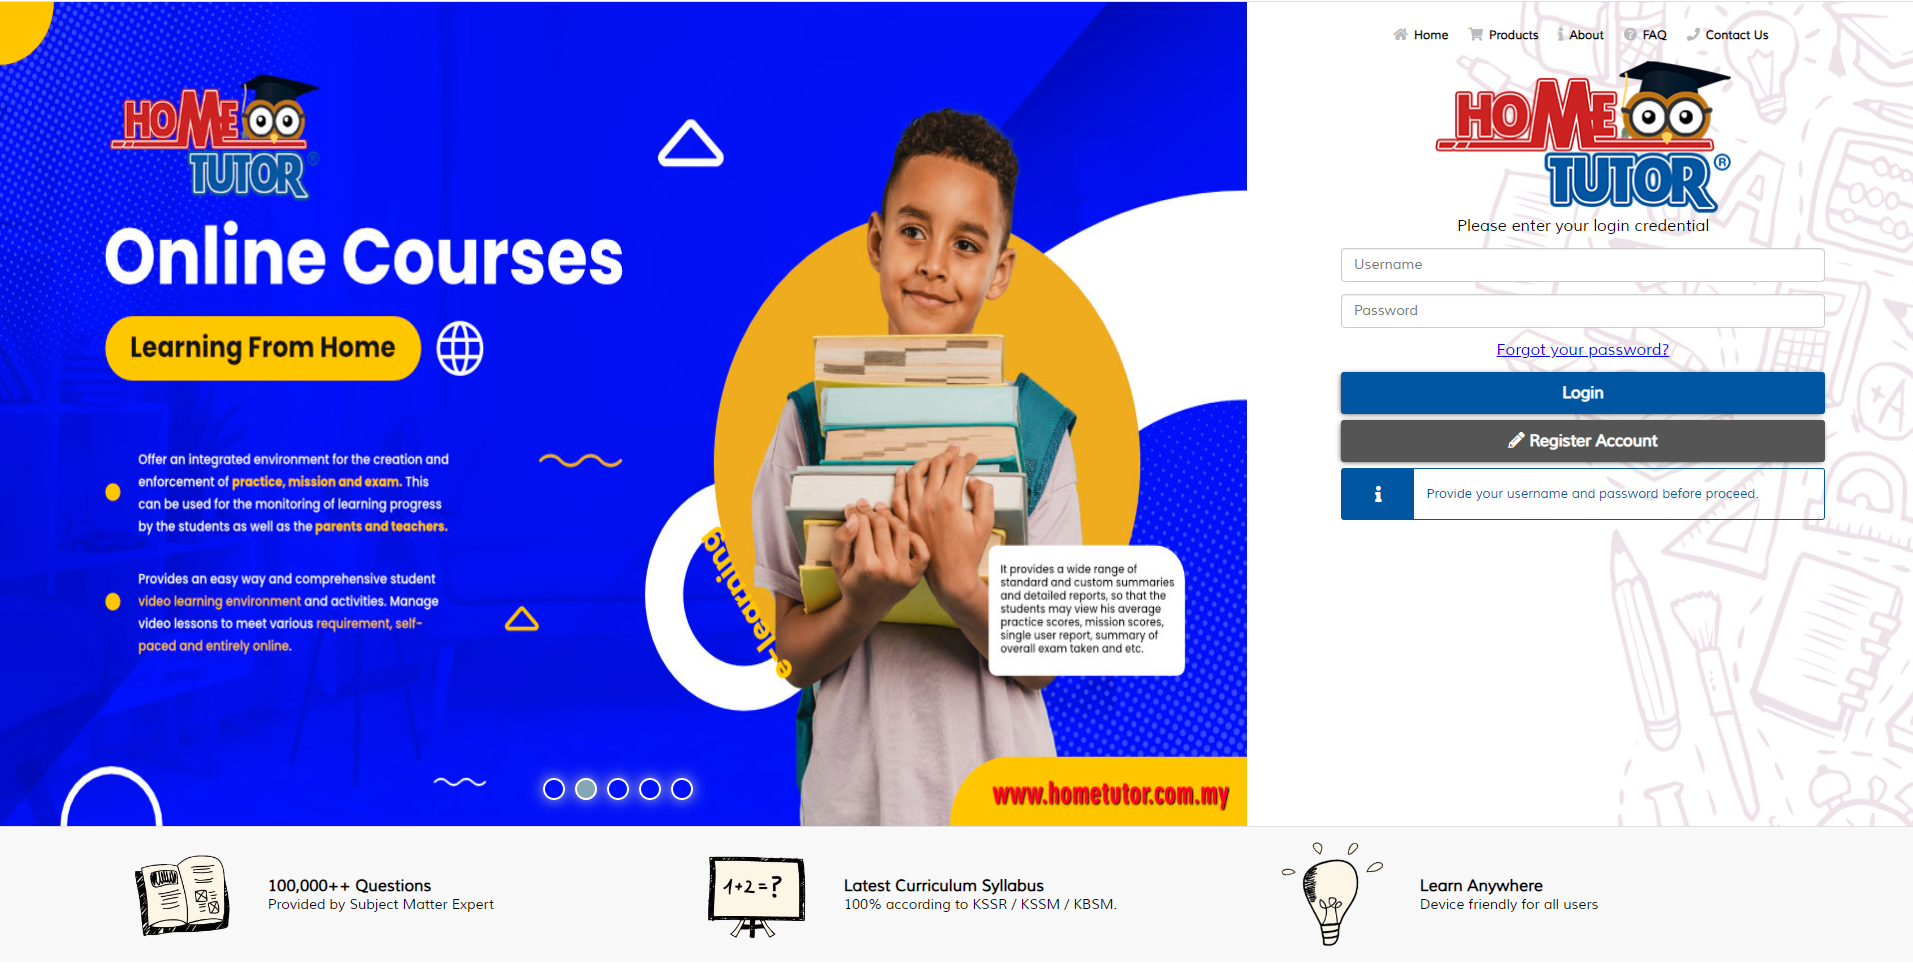 HOME
TUTOR®
Online Courses
Learning From Home
Offer an integrated environment for the creation and
enforcement of practice, mission and exam. This
can be used for the monitoring of learning progress
by the students as well as the parents and teachers.
Provides an easy way and comprehensive student
video learning environment and activities. Manage
video lessons to meet various requirement, self-
paced and entirely online.
e-learning
It provides a wide range of
standard and custom summaries
and detailed reports, so that the
students may view his average
practice scores, mission scores,
single user report, summary of
overall exam taken and etc.
www.hometutor.com.my
Home Products About FAQ Contact Us
HOME
TUTOR®
Please enter your login credential
Username
Password
Forgot your password?
Login
Register Account
Provide your username and password before proceed.
100,000++ Questions
Provided by Subject Matter Expert
1+2=?
Latest Curriculum Syllabus
100% according to KSSR / KSSM / KBSM.
Learn Anywhere
Device friendly for all users